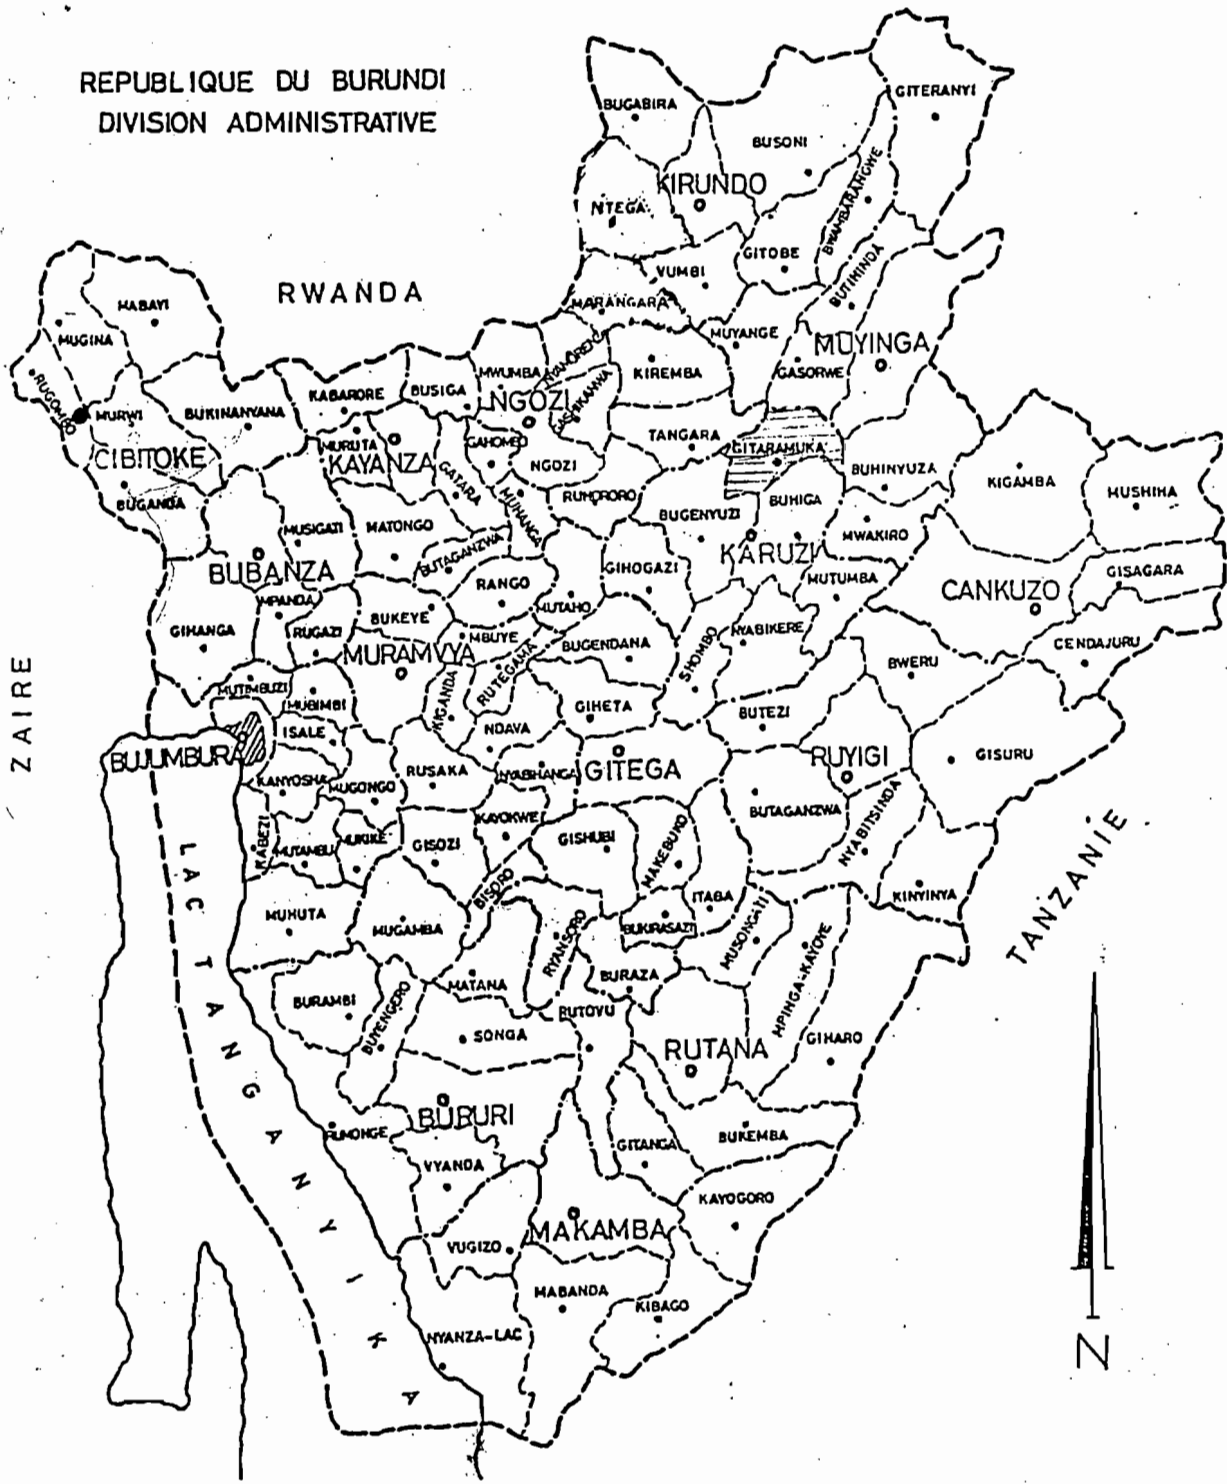 REPUBLIQUE DU BURUNDI
DIVISION ADMINISTRATIVE
GITERANYI
BUGABIRA
BUSONI
KIRUNDO
BWAMBARANGWE
NTEGA
GITOBE
BUTIHINDA
VUMBI
RWANDA
MABAYI
MARANGARA
MUGINA
MUYANGE
MUYINGA
KIREMBA
GASORWE
MWUMBA
RUGOMBO
BUSIGA
KABARORE
NGOZI
GASHIKANWA
MURWI
BUKINANYANA
TANGARA
MURUTA
GAHOMBO
GITARAMUKA
CIBITOKE
KAYANZA
NGOZI
BUHINYUZA
GATARA
KIGAMBA
MUSHIHA
BUGANDA
MUHANGA
RUHORORO
BUHIGA
BUGENYUZI
MUSIGATI
MATONGO
MWAKIRO
BUTAGANZWA
KARUZI
BUBANZA
GIHOGAZI
GISAGARA
RANGO
MUTUMBA
CANKUZO
MPANDA
MUTAHO
BUKEYE
GIHANGA
RUGAZI
NYABIKERE
MBUYE
BUGENDANA
CENDAJURU
MURAMVYA
SHOMBO
BWERU
RUTEGAMA
ZAIRE
MUTIMBUZI
MUBIMBI
KIGANDA
GIHETA
BUTEZI
NDAVA
ISALE
GISURU
BUJUMBURA
RUYIGI
GITEGA
RUSAKA
NYABIHANGA
KANYOSHA
MUGONGO
BUTAGANZWA
NYABITSINDA
KAYOKWE
TANZANIE
KABEZI
MUTAMBU
MUKIKE
GISOZI
GISHUBI
MAKEBUKO
LAC TANGANYIKA
BISORO
ITABA
KINYINYA
MUHUTA
MUGAMBA
RYANSORO
BUKIRASAZI
MUSONGATI
MPINGA-KAYOVE
BURAZA
MATANA
BURAMBI
BUYENGERO
RUTOVU
SONGA
RUTANA
GIHARO
BURURI
RUMONGE
GITANGA
BUKEMBA
VYANDA
KAYOGORO
MAKAMBA
VUGIZO
MABANDA
KIBAGO
NYANZA-LAC
N